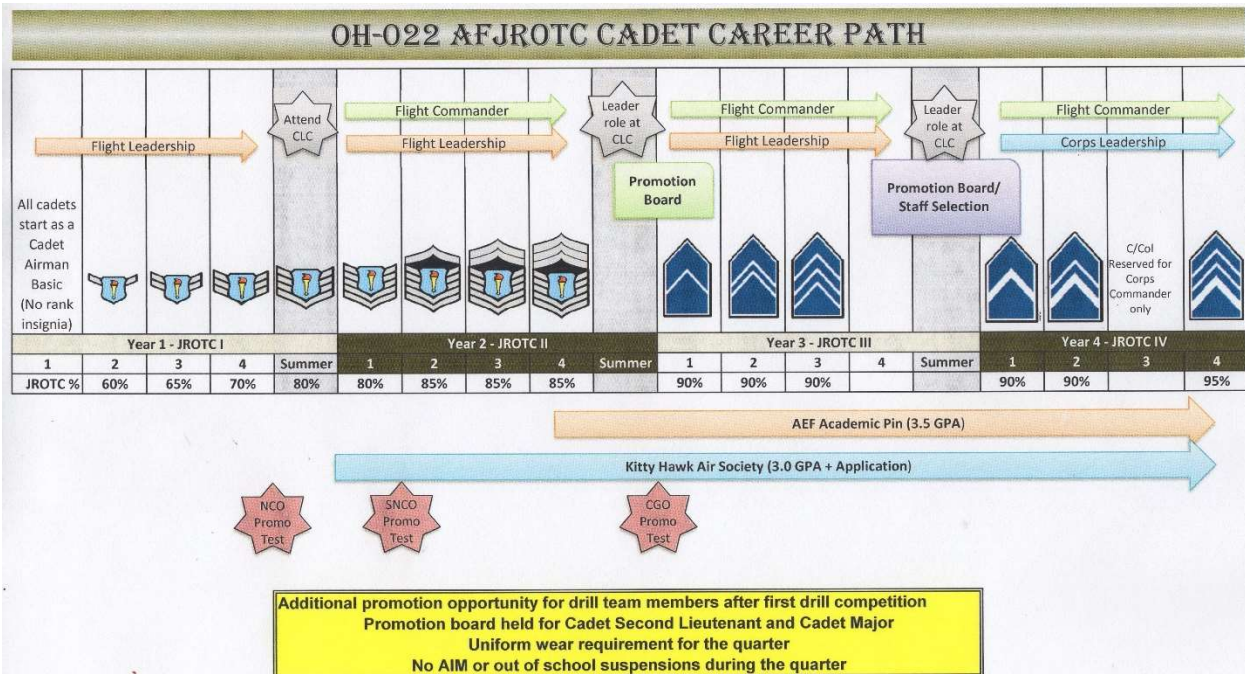 OH-022 AFJROTC CADET CAREER PATH
Attend
CLC
Flight Commander
Leader
role at
CLC
Flight Commander
Leader
role at
CLC
Flight Commander
Flight Leadership
Flight Leadership
Flight Leadership
Corps Leadership
Promotion
Board
Promotion Board/
Staff Selection
All cadets
start as a
Cadet
Airman
Basic
(No rank
insignia)
C/Col
Reserved for
Corps
Commander
only
Year 1 - JROTC I
Year 2 - JROTC II
Year 3 - JROTC III
Year 4 - JROTC IV
1 2 3 4 Summer 1 2 3 4 Summer 1 2 3 4 Summer 1 2 3 4
JROTC % 60% 65% 70% 80% 80% 85% 85% 85% 90% 90% 90% 90% 90% 95%
AEF Academic Pin (3.5 GPA)
Kitty Hawk Air Society (3.0 GPA + Application)
NCO
Promo
Test
SNCO
Promo
Test
CGO
Promo
Test
Additional promotion opportunity for drill team members after first drill competition
Promotion board held for Cadet Second Lieutenant and Cadet Major
Uniform wear requirement for the quarter
No AIM or out of school suspensions during the quarter